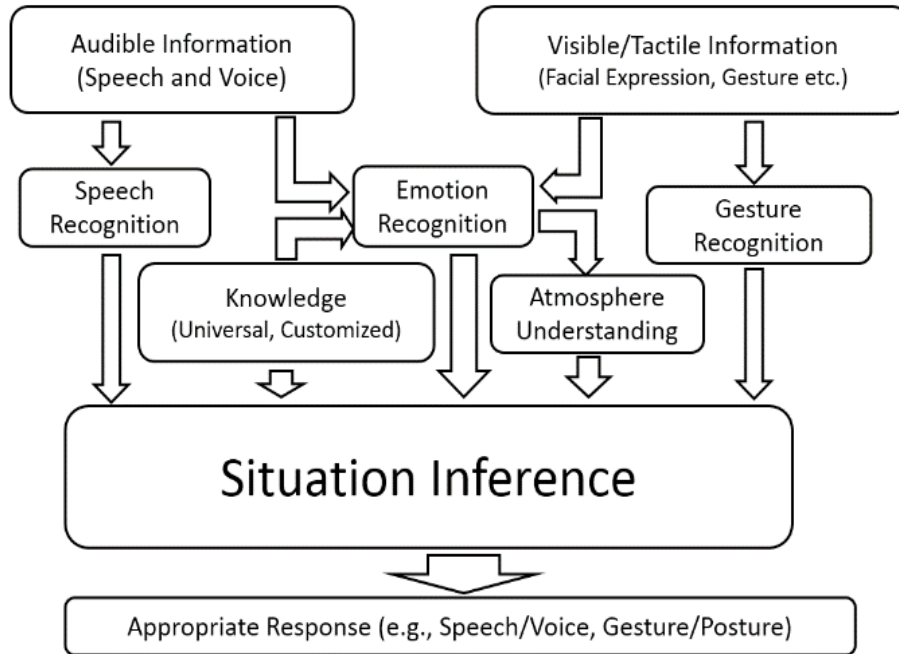 Audible Information
(Speech and Voice)
Visible/Tactile Information
(Facial Expression, Gesture etc.)
Speech
Recognition
Emotion
Recognition
Gesture
Recognition
Knowledge
(Universal, Customized)
Atmosphere
Understanding
Situation Inference
Appropriate Response (e.g., Speech/Voice, Gesture/Posture)